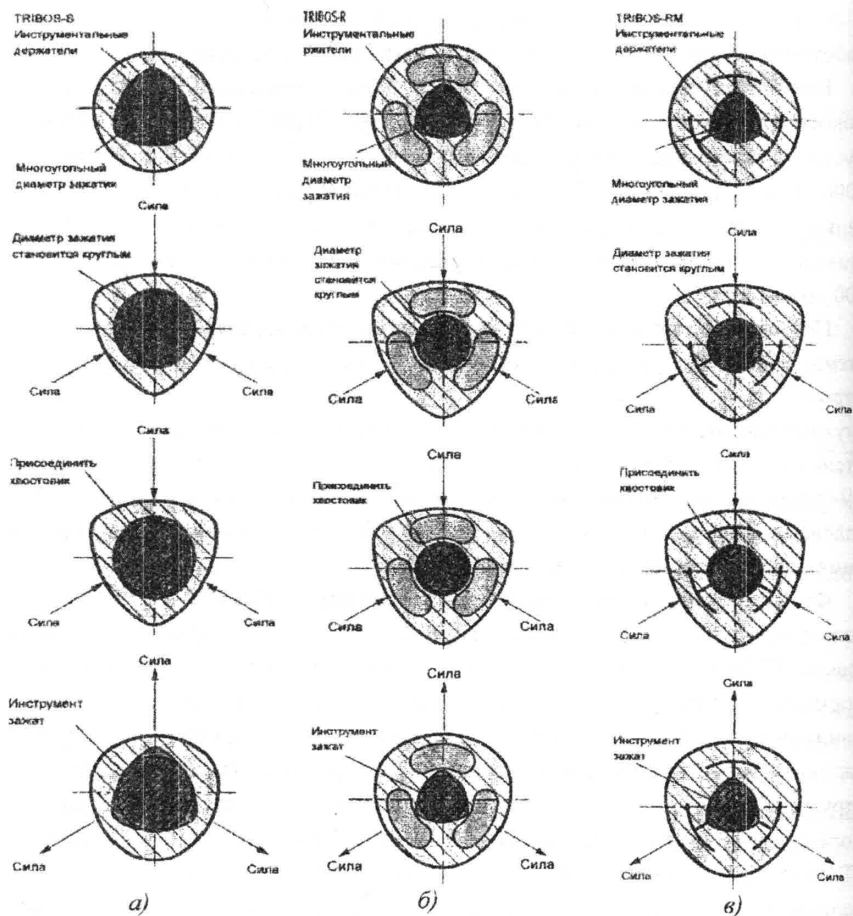 TRIBOS-S
Инструментальные
держатели
Многоугольный
диаметр зажатия
Сила
Диаметр зажатия
становится круглым
Сила
Сила
Сила
Присоединить
хвостовик
Сила
Сила
Сила
Инструмент
зажат
Сила
Сила
а)
TRIBOS-R
Инструментальные
ржатели
Многоугольный
диаметр
зажатия
Сила
Диаметр
зажатия
становится
круглым
Сила
Сила
Сила
Присоединить
хвостовик
Сила
Сила
Сила
Инструмент
зажат
Сила
Сила
б)
TRIBOS-RM
Инструментальные
держатели
Многоугольный
диаметр зажатия
Сила
Диаметр зажатия
становится круглым
Сила
Сила
Сила
Присоединить
хвостовик
Сила
Сила
Сила
Инструмент
зажат
Сила
Сила
в)